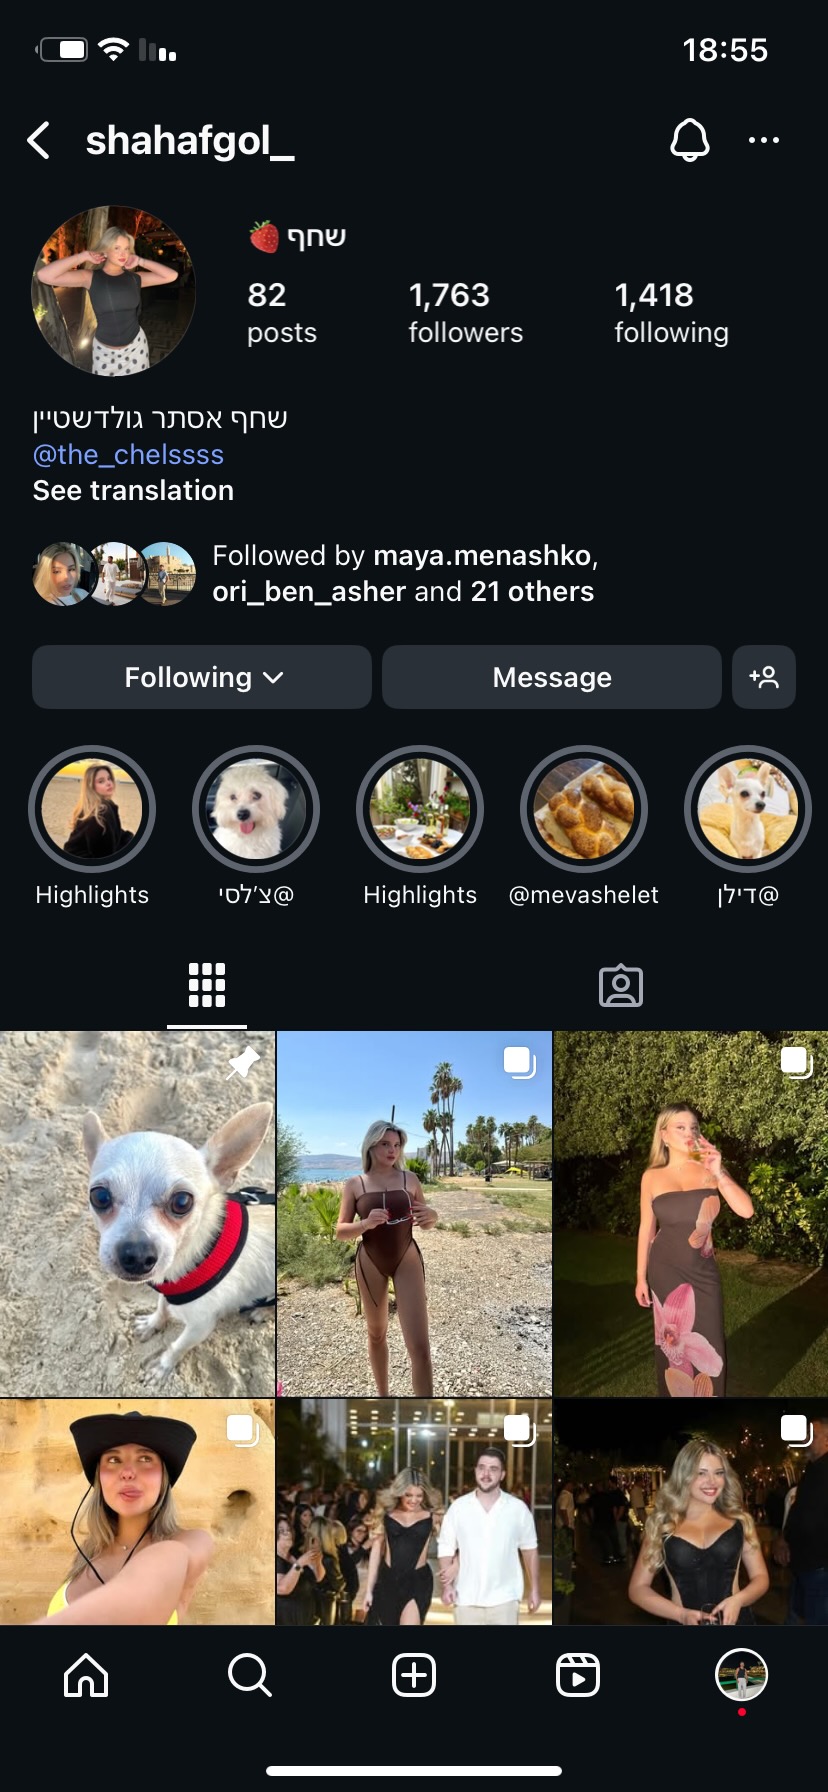 18:55
shahafgol_
🍓 שחף
82
posts
1,763
followers
1,418
following
שחף אסתר גולדשטיין
@the_chelssss
See translation
Followed by maya.menashko,
ori_ben_asher and 21 others
Following
Message
Highlights
@צ׳לסי
Highlights
@mevashelet
@דילן